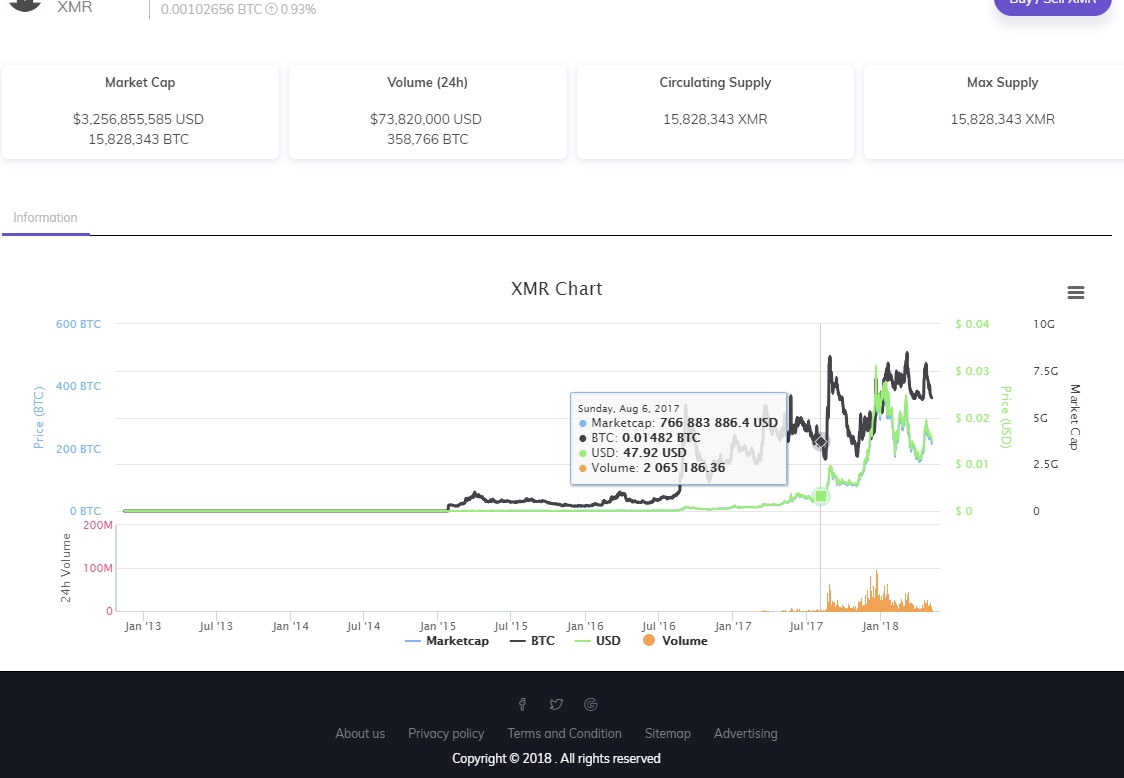 XMR
0.00102656 BTC 0.93%
Buy / Sell XMR
Market Cap
$3,256,855,585 USD
15,828,343 BTC
Volume (24h)
$73,820,000 USD
358,766 BTC
Circulating Supply
15,828,343 XMR
Max Supply
15,828,343 XMR
Information
XMR Chart
600 BTC
400 BTC
200 BTC
0 BTC
Price (BTC)
200M
100M
0
24h Volume
$ 0.04
$ 0.03
$ 0.02
$ 0.01
$ 0
Price (USD)
10G
7.5G
5G
2.5G
0
Market Cap
Sunday, Aug 6, 2017
Marketcap: 766 883 886.4 USD
BTC: 0.01482 BTC
USD: 47.92 USD
Volume: 2 065 186.36
Jan '13 Jul '13 Jan '14 Jul '14 Jan '15 Jul '15 Jan '16 Jul '16 Jan '17 Jul '17 Jan '18
Marketcap BTC USD Volume
About us Privacy policy Terms and Condition Sitemap Advertising
Copyright © 2018 . All rights reserved